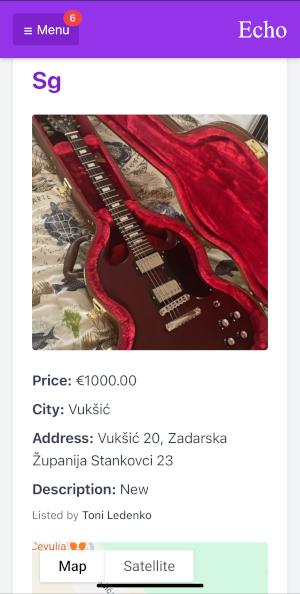 6
≡ Menu
Echo
Sg
Price: €1000.00
City: Vukšić
Address: Vukšić 20, Zadarska
Županija Stankovci 23
Description: New
Listed by Toni Ledenko
Čevulja
Map
Satellite